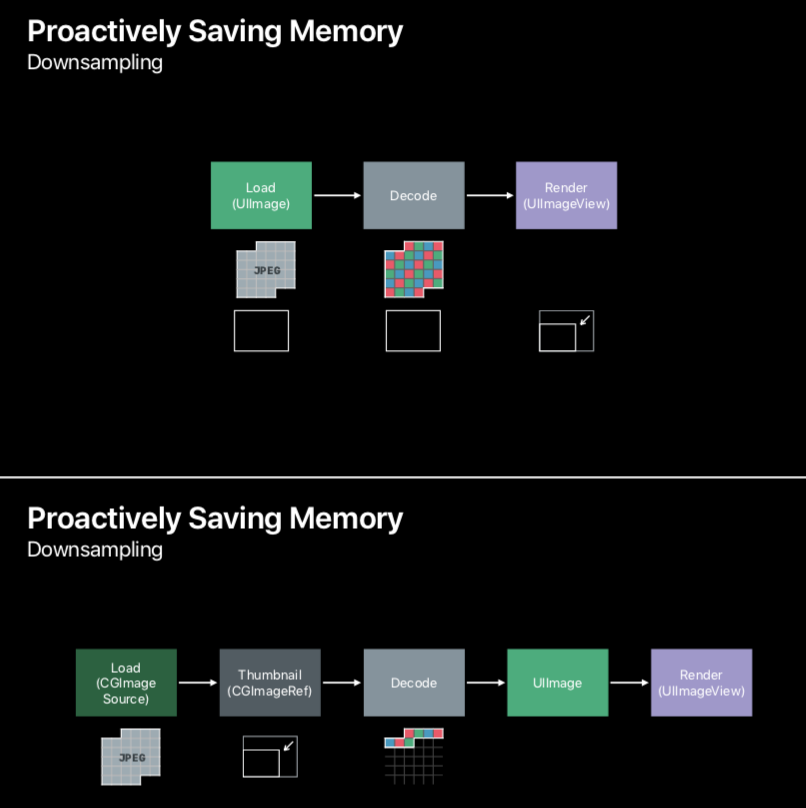 Proactively Saving Memory
Downsampling
Load
(UIImage)
Decode
Render
(UIImageView)
JPEG
Proactively Saving Memory
Downsampling
Load
(CGImage
Source)
Thumbnail
(CGImageRef)
Decode
UIImage
Render
(UIImageView)
JPEG